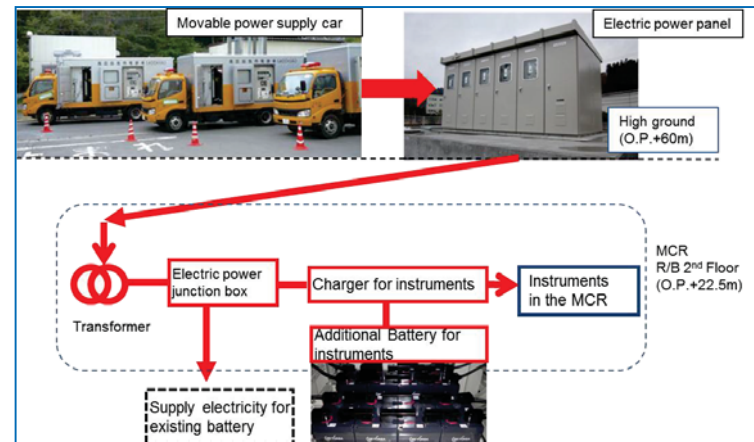 Movable power supply car
Electric power panel
High ground
(O.P.+60m)
MCR
R/B 2nd Floor
(O.P.+22.5m)
Electric power
junction box
Charger for instruments
Instruments
in the MCR
Transformer
Additional Battery for
instruments
Supply electricity for
existing battery